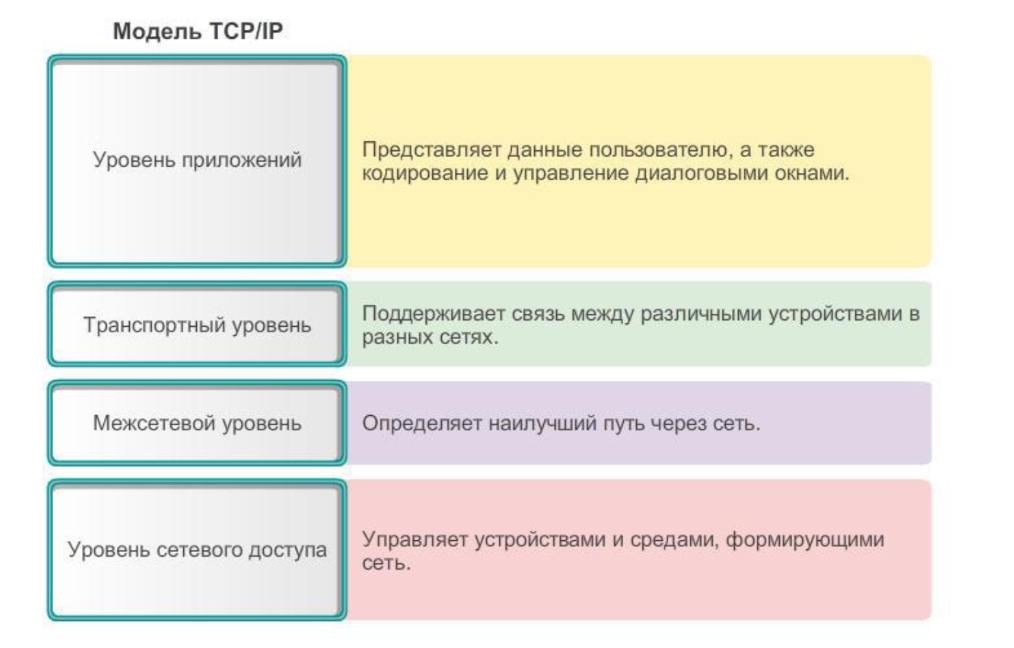 Модель TCP/IP
Уровень приложений
Представляет данные пользователю, а также
кодирование и управление диалоговыми окнами.
Транспортный уровень
Поддерживает связь между различными устройствами в
разных сетях.
Межсетевой уровень
Определяет наилучший путь через сеть.
Уровень сетевого доступа
Управляет устройствами и средами, формирующими
сеть.